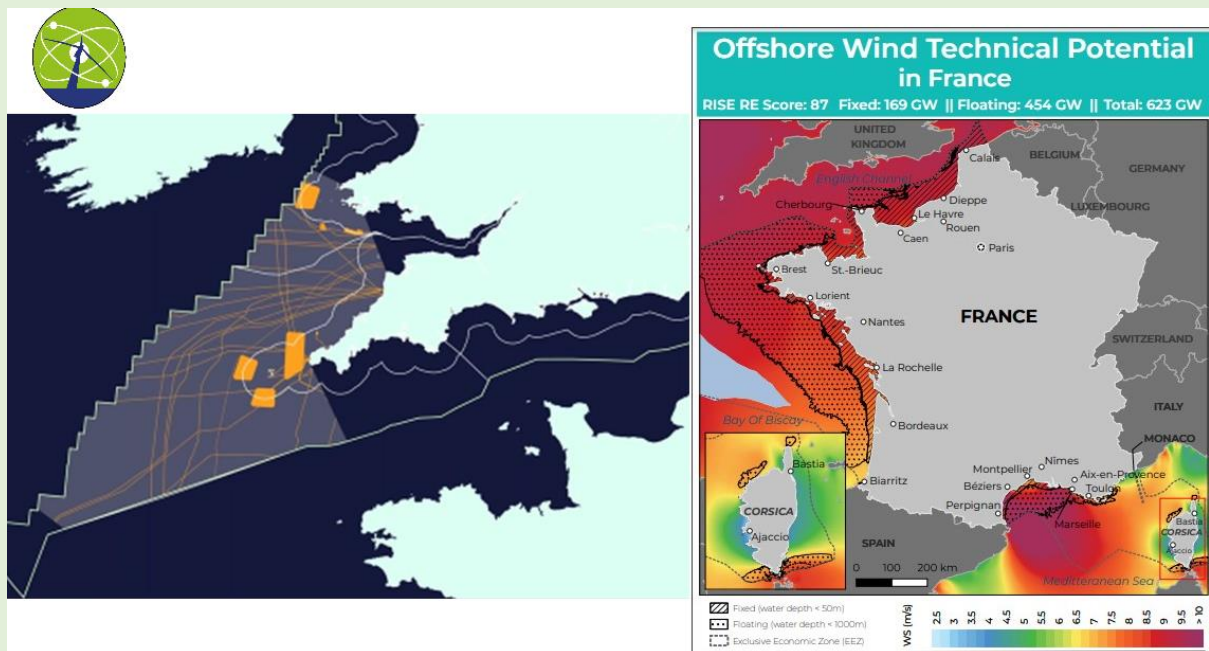 Offshore Wind Technical Potential
in France
RISE RE Score: 87 Fixed: 169 GW || Floating: 454 GW || Total: 623 GW
UNITED
KINGDOM
BELGIUM
GERMANY
Calais
English Channel
LUXEMBOURG
Cherbourg
Dieppe
Le Havre
Rouen
Caen
Paris
Brest
St.-Brieuc
Lorient
FRANCE
Nantes
SWITZERLAND
La Rochelle
ITALY
Bay Of Biscay
Bordeaux
MONACO
Nîmes
Montpellier
Aix-en-Provence
Bastia
Béziers
Toulon
Biarritz
Perpignan
Marseille
CORSICA
Ajaccio
SPAIN
Bastia
CORSICA
Ajaccio
0 100 200 km
Meditteranean Sea
Fixed (water depth < 50m)
Floating (water depth < 1000m)
Exclusive Economic Zone (EEZ)
WS (m/s)
2.5 3 3.5 4 4.5 5 5.5 6 6.5 7 7.5 8 8.5 9 9.5 > 10